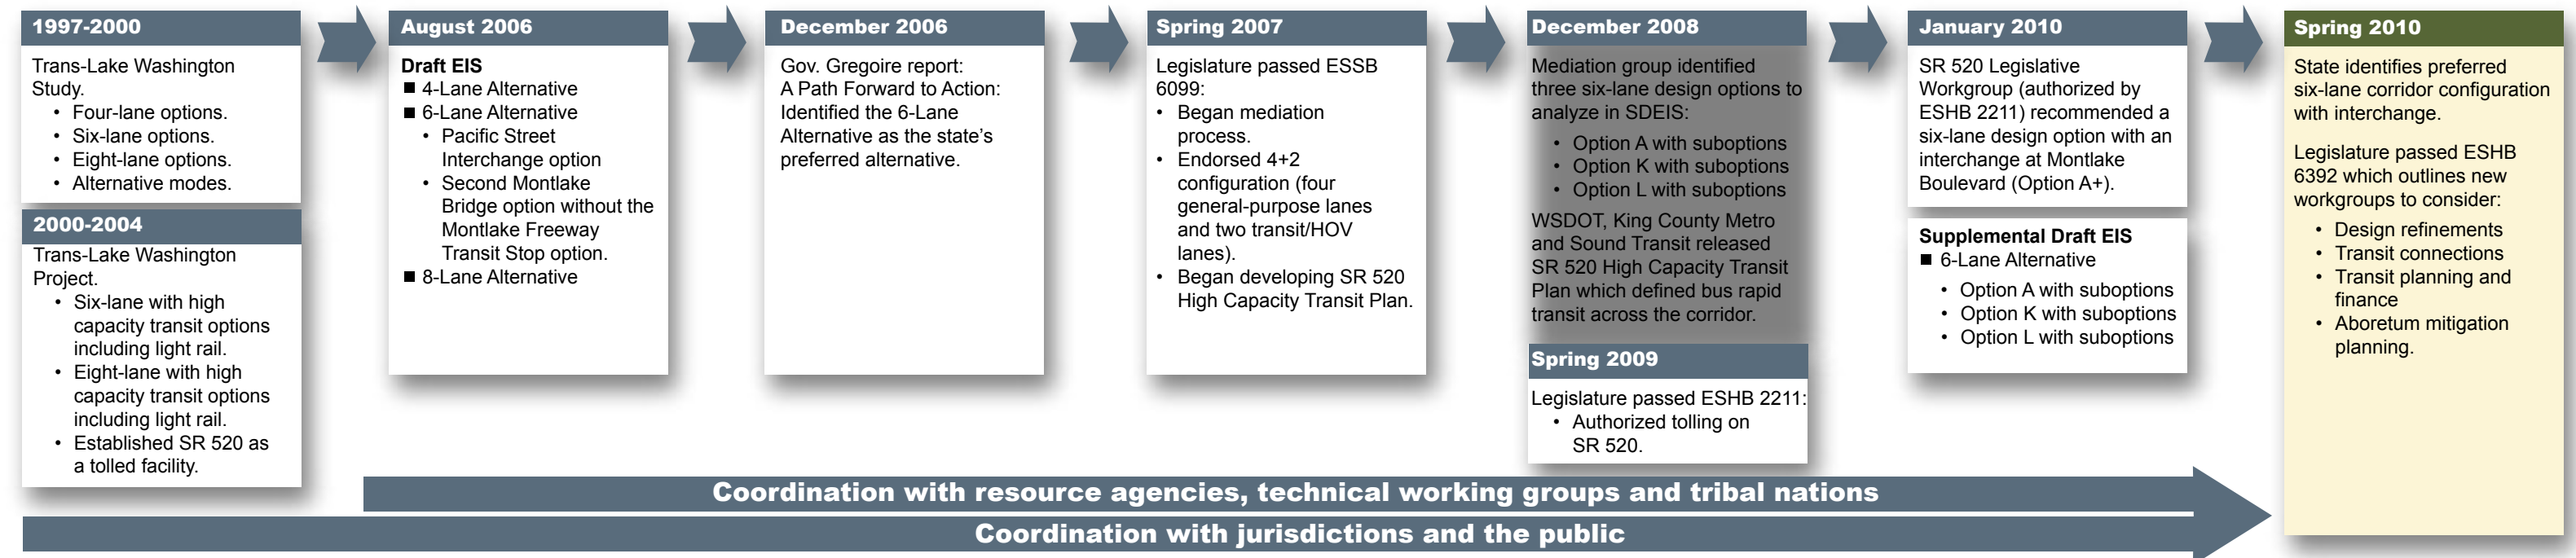 1997-2000
Trans-Lake Washington
Study.
• Four-lane options.
• Six-lane options.
• Eight-lane options.
• Alternative modes.
2000-2004
Trans-Lake Washington
Project.
• Six-lane with high
capacity transit options
including light rail.
• Eight-lane with high
capacity transit options
including light rail.
• Established SR 520 as
a tolled facility.
August 2006
Draft EIS
■ 4-Lane Alternative
■ 6-Lane Alternative
• Pacific Street
Interchange option
• Second Montlake
Bridge option without the
Montlake Freeway
Transit Stop option.
■ 8-Lane Alternative
December 2006
Gov. Gregoire report:
A Path Forward to Action:
Identified the 6-Lane
Alternative as the state's
preferred alternative.
Spring 2007
Legislature passed ESSB
6099:
• Began mediation
process.
• Endorsed 4+2
configuration (four
general-purpose lanes
and two transit/HOV
lanes).
• Began developing SR 520
High Capacity Transit Plan.
December 2008
Mediation group identified
three six-lane design options to
analyze in SDEIS:
• Option A with suboptions
• Option K with suboptions
• Option L with suboptions
WSDOT, King County Metro
and Sound Transit released
SR 520 High Capacity Transit
Plan which defined bus rapid
transit across the corridor.
Spring 2009
Legislature passed ESHB 2211:
• Authorized tolling on
SR 520.
January 2010
SR 520 Legislative
Workgroup (authorized by
ESHB 2211) recommended a
six-lane design option with an
interchange at Montlake
Boulevard (Option A+).
Supplemental Draft EIS
■ 6-Lane Alternative
• Option A with suboptions
• Option K with suboptions
• Option L with suboptions
Spring 2010
State identifies preferred
six-lane corridor configuration
with interchange.
Legislature passed ESHB
6392 which outlines new
workgroups to consider:
• Design refinements
• Transit connections
• Transit planning and
finance
• Aboretum mitigation
planning.
Coordination with resource agencies, technical working groups and tribal nations
Coordination with jurisdictions and the public